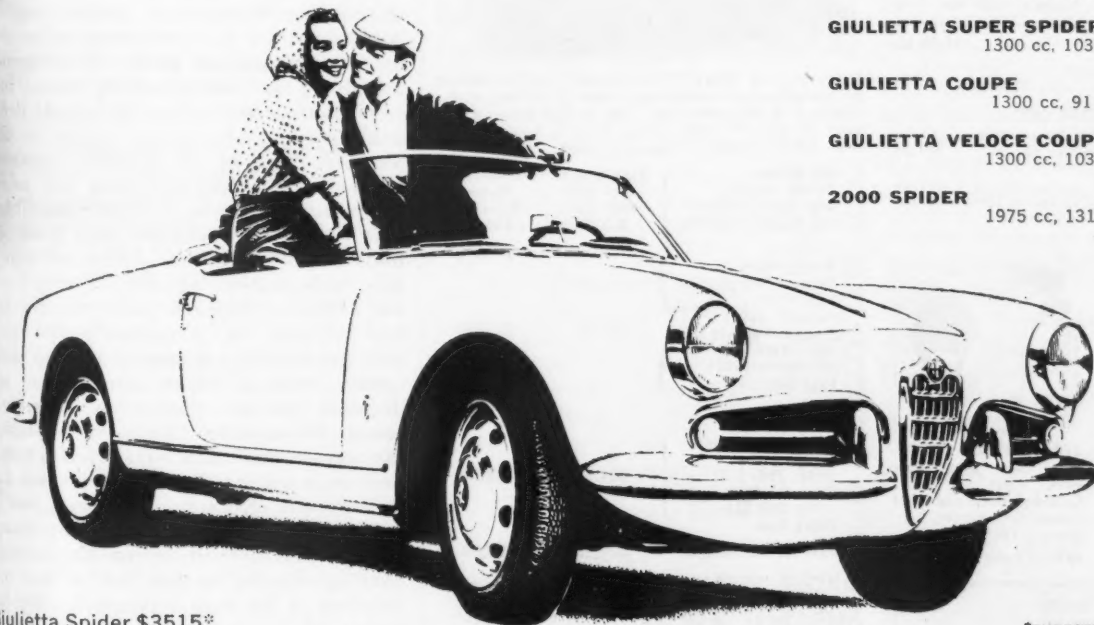 GIULIETTA SUPER SPIDER
1300 cc, 103
GIULIETTA COUPE
1300 cc, 91
GIULIETTA VELOCE COUP
1300 cc, 103
2000 SPIDER
1975 cc, 131
iulietta Spider $3515*